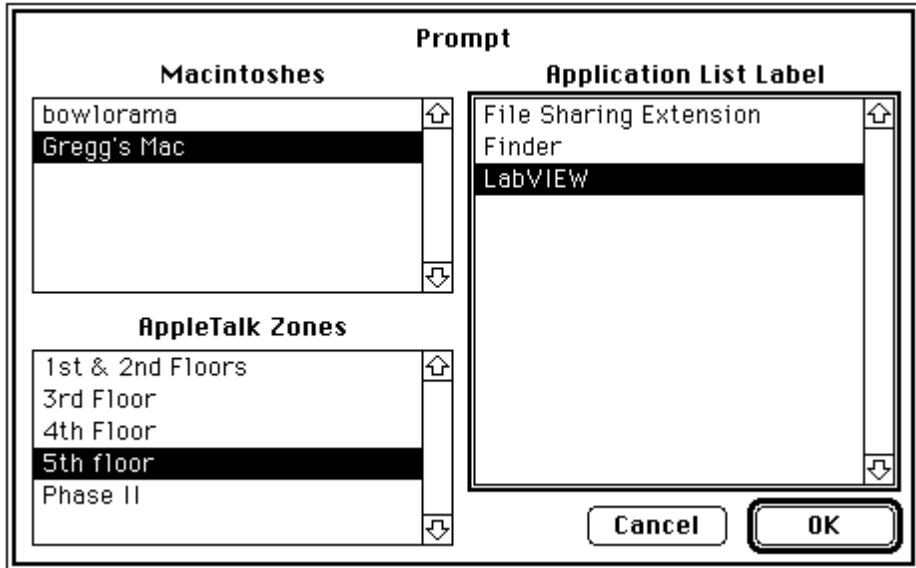 Prompt
Macintoshes
bowlorama
Gregg's Mac
AppleTalk Zones
1st & 2nd Floors
3rd Floor
4th Floor
5th floor
Phase II
Application List Label
File Sharing Extension
Finder
LabVIEW
Cancel
OK